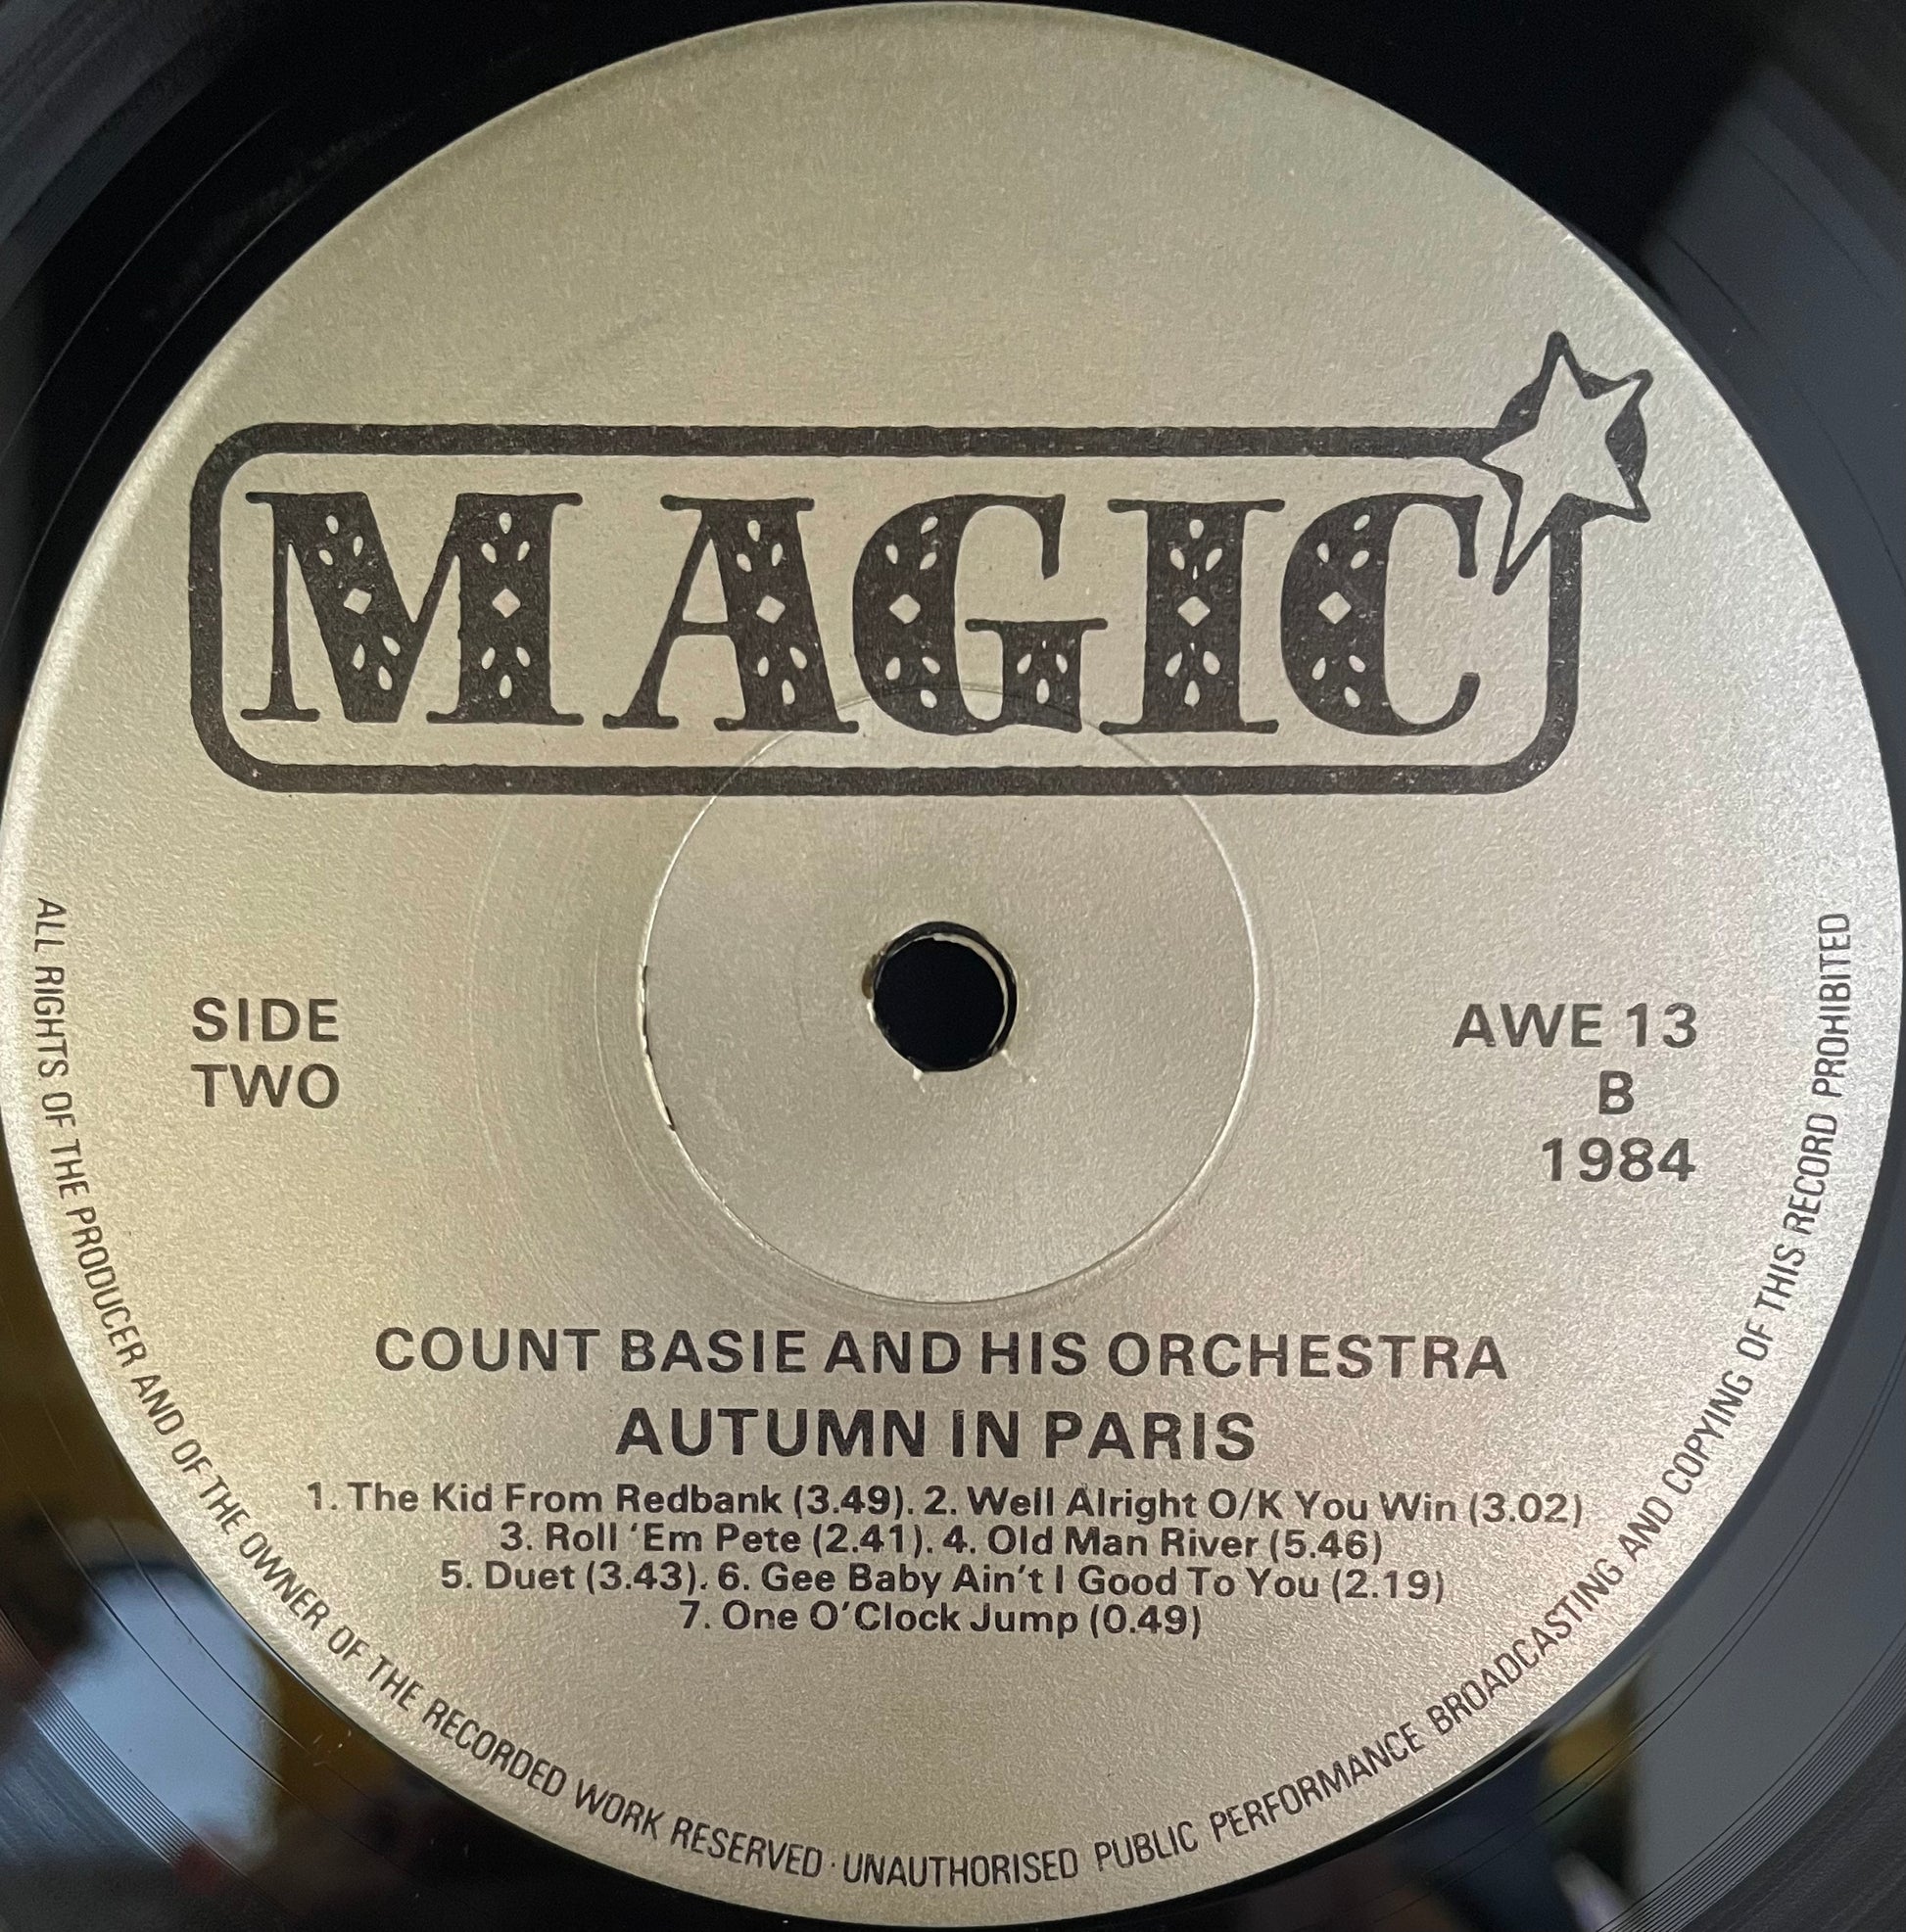 MAGIC
SIDE
TWO
AWE 13
B
1984
COUNT BASIE AND HIS ORCHESTRA
AUTUMN IN PARIS
1. The Kid From Redbank (3.49). 2. Well Alright O/K You Win (3.02)
3. Roll ‘Em Pete (2.41). 4. Old Man River (5.46)
5. Duet (3.43). 6. Gee Baby Ain’t I Good To You (2.19)
7. One O’Clock Jump (0.49)
ALL RIGHTS OF THE PRODUCER AND OF THE OWNER OF THE RECORDED WORK RESERVED · UNAUTHORISED PUBLIC PERFORMANCE BROADCASTING AND COPYING OF THIS RECORD PROHIBITED